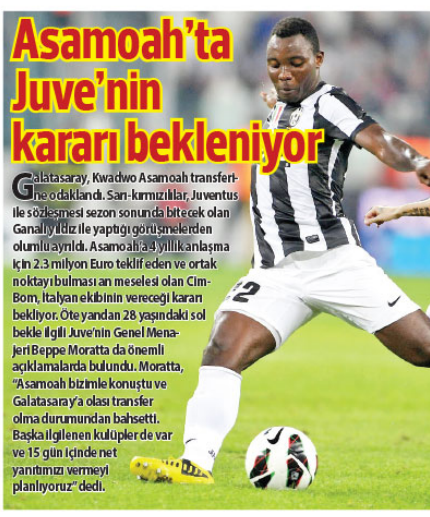 Asamoah'ta
Juve'nin
kararı bekleniyor
Galatasaray, Kwadwo Asamoah transferi-
ne odaklandı. Sarı-kırmızılılar, Juventus
ile sözleşmesi sezon sonunda bitecek olan
Ganalı yıldız ile yaptığı görüşmelerden
olumlu ayrıldı. Asamoah'a 4 yıllık anlaşma
için 2.3 milyon Euro teklif eden ve ortak
noktayı bulması an meselesi olan Cim-
Bom, İtalyan ekibinin vereceği kararı
bekliyor. Öte yandan 28 yaşındaki sol
bekle ilgili Juve'nin Genel Mena-
jeri Beppe Moratta da önemli
açıklamalarda bulundu. Moratta,
"Asamoah bizimle konuştu ve
Galatasaray'a olası transfer
olma durumundan bahsetti.
Başka ilgilenen kulüpler de var
ve 15 gün içinde net
yanıtımızı vermeyi
planlıyoruz" dedi.